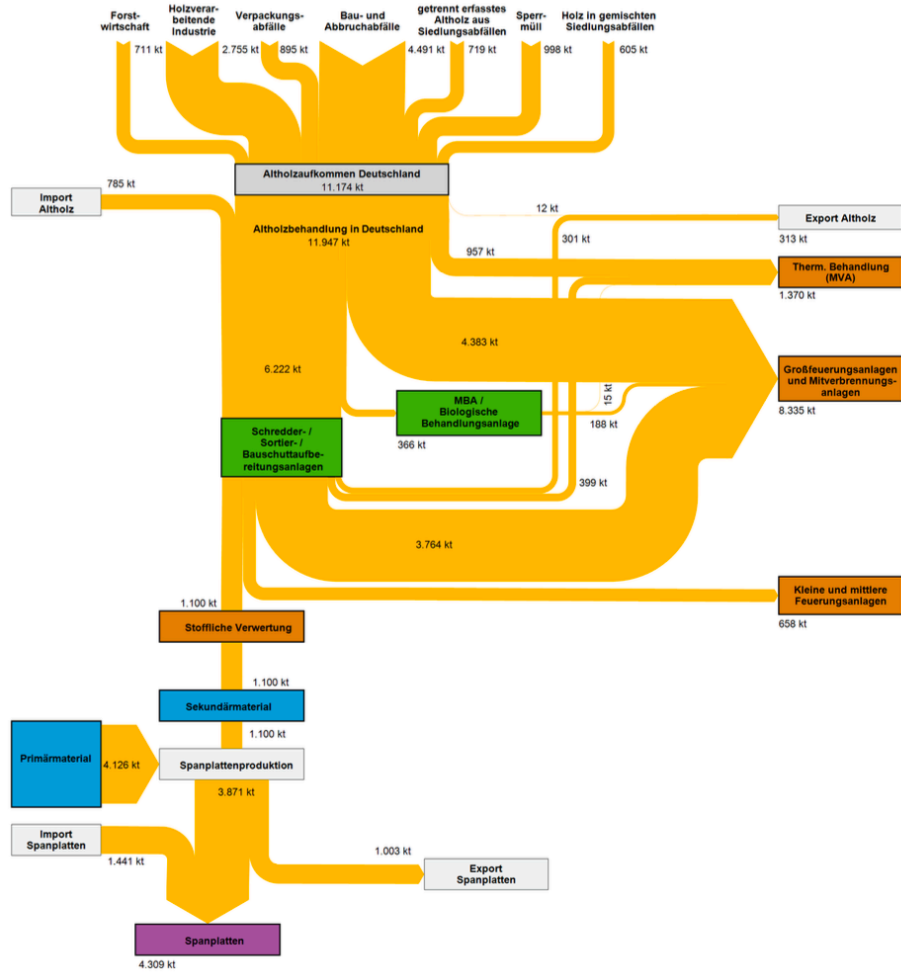 Forst-
wirtschaft
711 kt
Holzverar-
beitende
Industrie
2.755 kt
Verpackungs-
abfälle
895 kt
Bau- und
Abbruchabfälle
4.491 kt
getrennt erfasstes
Altholz aus
Siedlungsabfällen
719 kt
Sperr-
müll
998 kt
Holz in gemischten
Siedlungsabfällen
605 kt
Altholzaufkommen Deutschland
11.174 kt
785 kt
Import
Altholz
Altholzbehandlung in Deutschland
11.947 kt
12 kt
301 kt
Export Altholz
313 kt
957 kt
Therm. Behandlung
(MVA)
1.370 kt
4.383 kt
6.222 kt
Großfeuerungsanlagen
und Mitverbrennungs-
anlagen
8.335 kt
MBA /
Biologische
Behandlungsanlage
366 kt
15 kt
188 kt
Schredder- /
Sortier- /
Bauschuttaufbe-
reitungsanlagen
399 kt
3.764 kt
Kleine und mittlere
Feuerungsanlagen
658 kt
1.100 kt
Stoffliche Verwertung
1.100 kt
Sekundärmaterial
1.100 kt
Primärmaterial
4.126 kt
Spanplattenproduktion
3.871 kt
Import
Spanplatten
1.441 kt
1.003 kt
Export
Spanplatten
Spanplatten
4.309 kt